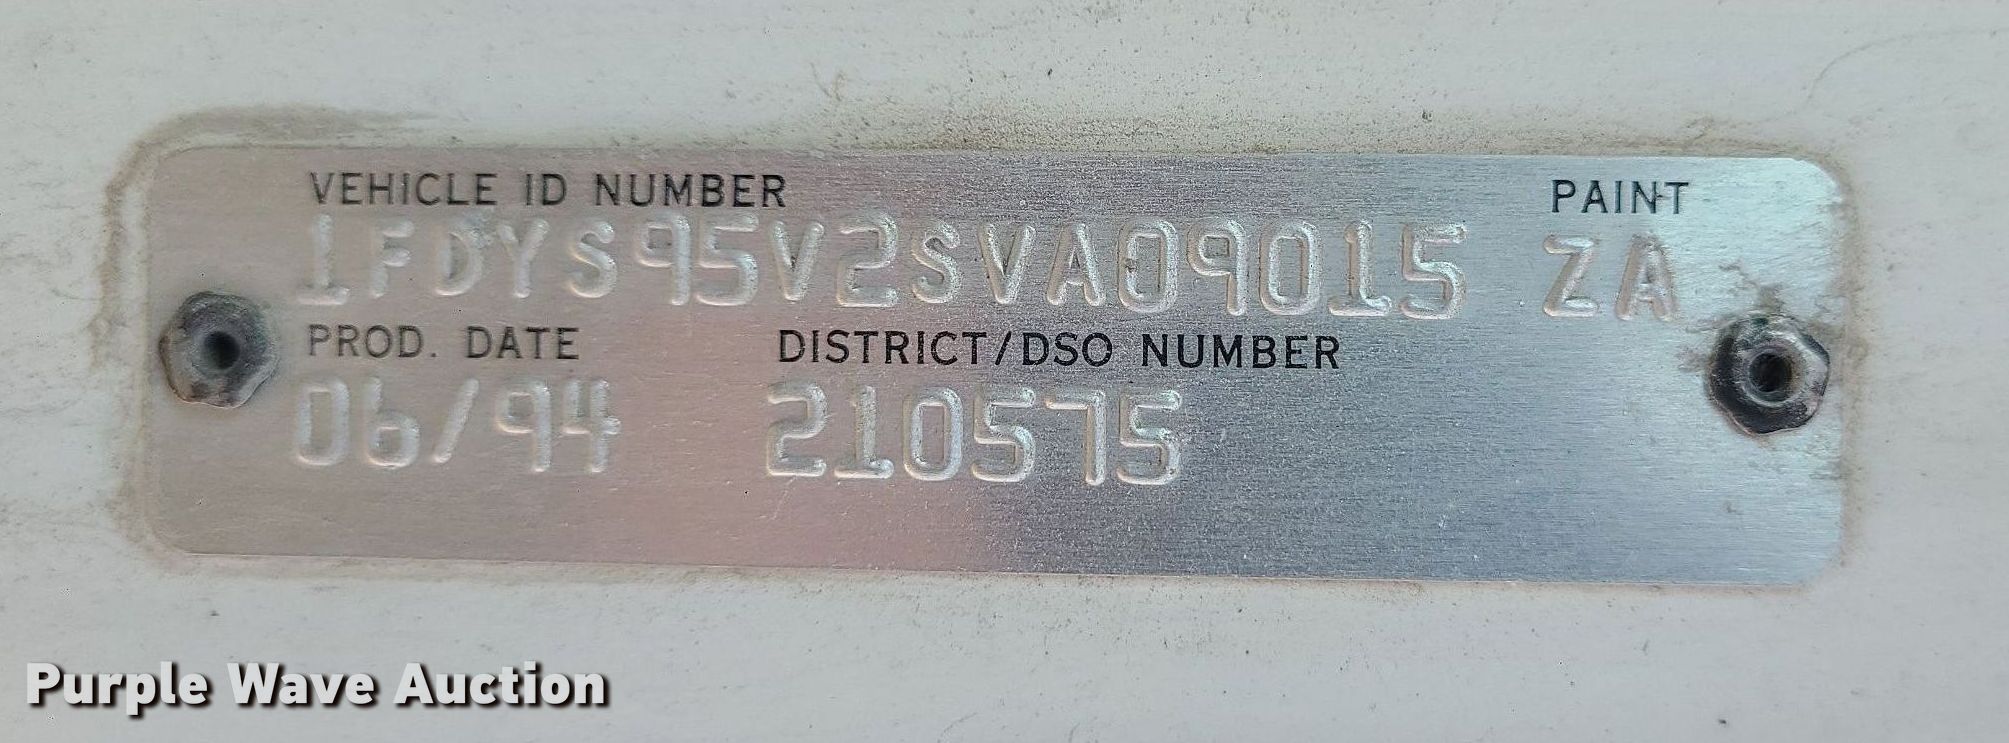 VEHICLE ID NUMBER PAINT
1FDYS95V2SVA09015 ZA
PROD. DATE DISTRICT/DSO NUMBER
06/94 210575
Purple Wave Auction